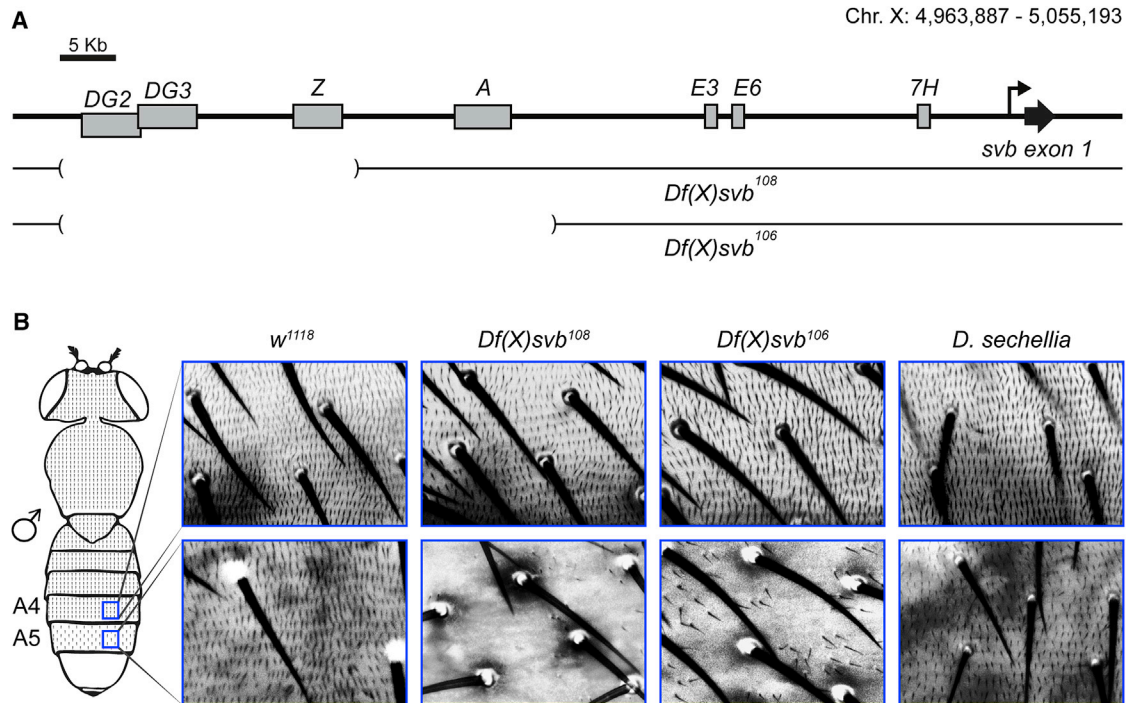 A
Chr. X: 4,963,887 - 5,055,193
5 Kb
DG2 DG3 Z A E3 E6 7H
svb exon 1
Df(X)svb108
Df(X)svb106
B
w1118 Df(X)svb108 Df(X)svb106 D. sechellia
♂
A4
A5